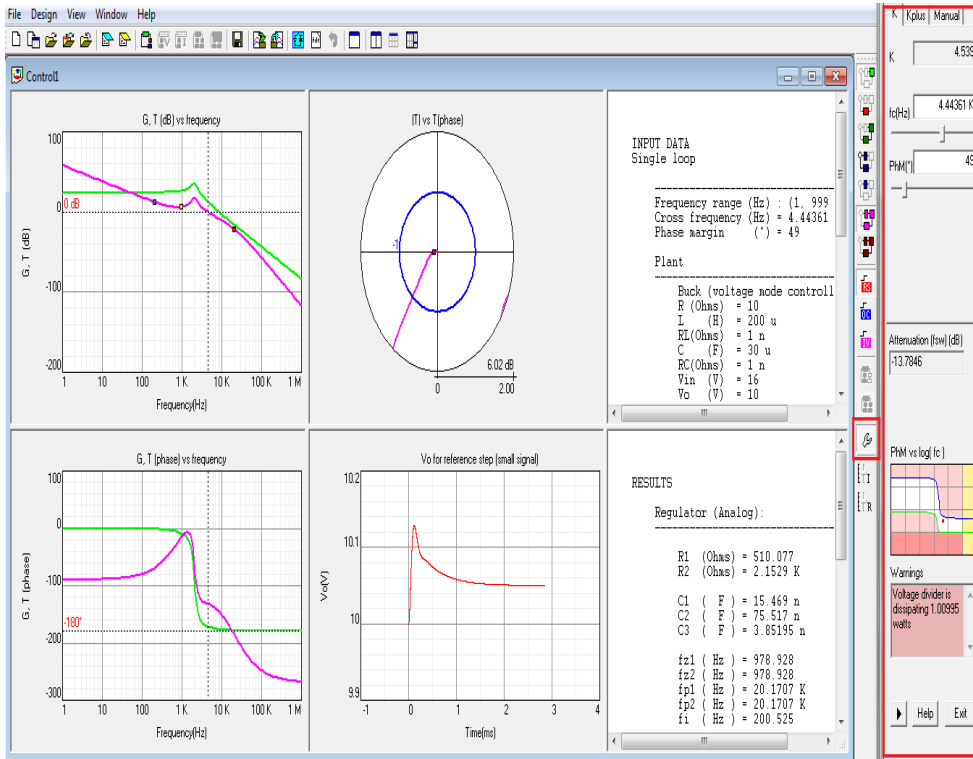 File Design View Window Help
Control1
G, T (dB) vs frequency
100
0 dB
0
-100
-200
G, T (dB)
1 10 100 1 K 10 K 100 K 1 M
Frequency(Hz)
|T| vs T(phase)
-1
6.02 dB
0 2.00
INPUT DATA
Single loop
Frequency range (Hz) : (1, 999
Cross frequency (Hz) = 4.44361
Phase margin (°) = 49
Plant
Buck (voltage mode controll
R (Ohms) = 10
L (H) = 200 u
RL(Ohms) = 1 n
C (F) = 30 u
RC(Ohms) = 1 n
Vin (V) = 16
Vo (V) = 10
G, T (phase) vs frequency
100
0
-100
-180°
-200
-300
G, T (phase)
1 10 100 1 K 10 K 100 K 1 M
Frequency(Hz)
Vo for reference step (small signal)
10.2
10.1
10
9.9
Vo(V)
-1 0 1 2 3 4
Time(ms)
RESULTS
Regulator (Analog):
R1 (Ohms) = 510.077
R2 (Ohms) = 2.1529 K
C1 ( F ) = 15.469 n
C2 ( F ) = 75.517 n
C3 ( F ) = 3.85195 n
fz1 ( Hz ) = 978.928
fz2 ( Hz ) = 978.928
fp1 ( Hz ) = 20.1707 K
fp2 ( Hz ) = 20.1707 K
fi ( Hz ) = 200.525
K Kplus Manual
K 4.539
fc(Hz) 4.44361 K
PhM(°) 49
Attenuation (fsw) (dB)
-13.7846
PhM vs log( fc )
Warnings
Voltage divider is
dissipating 1.00995
watts
Help Exit